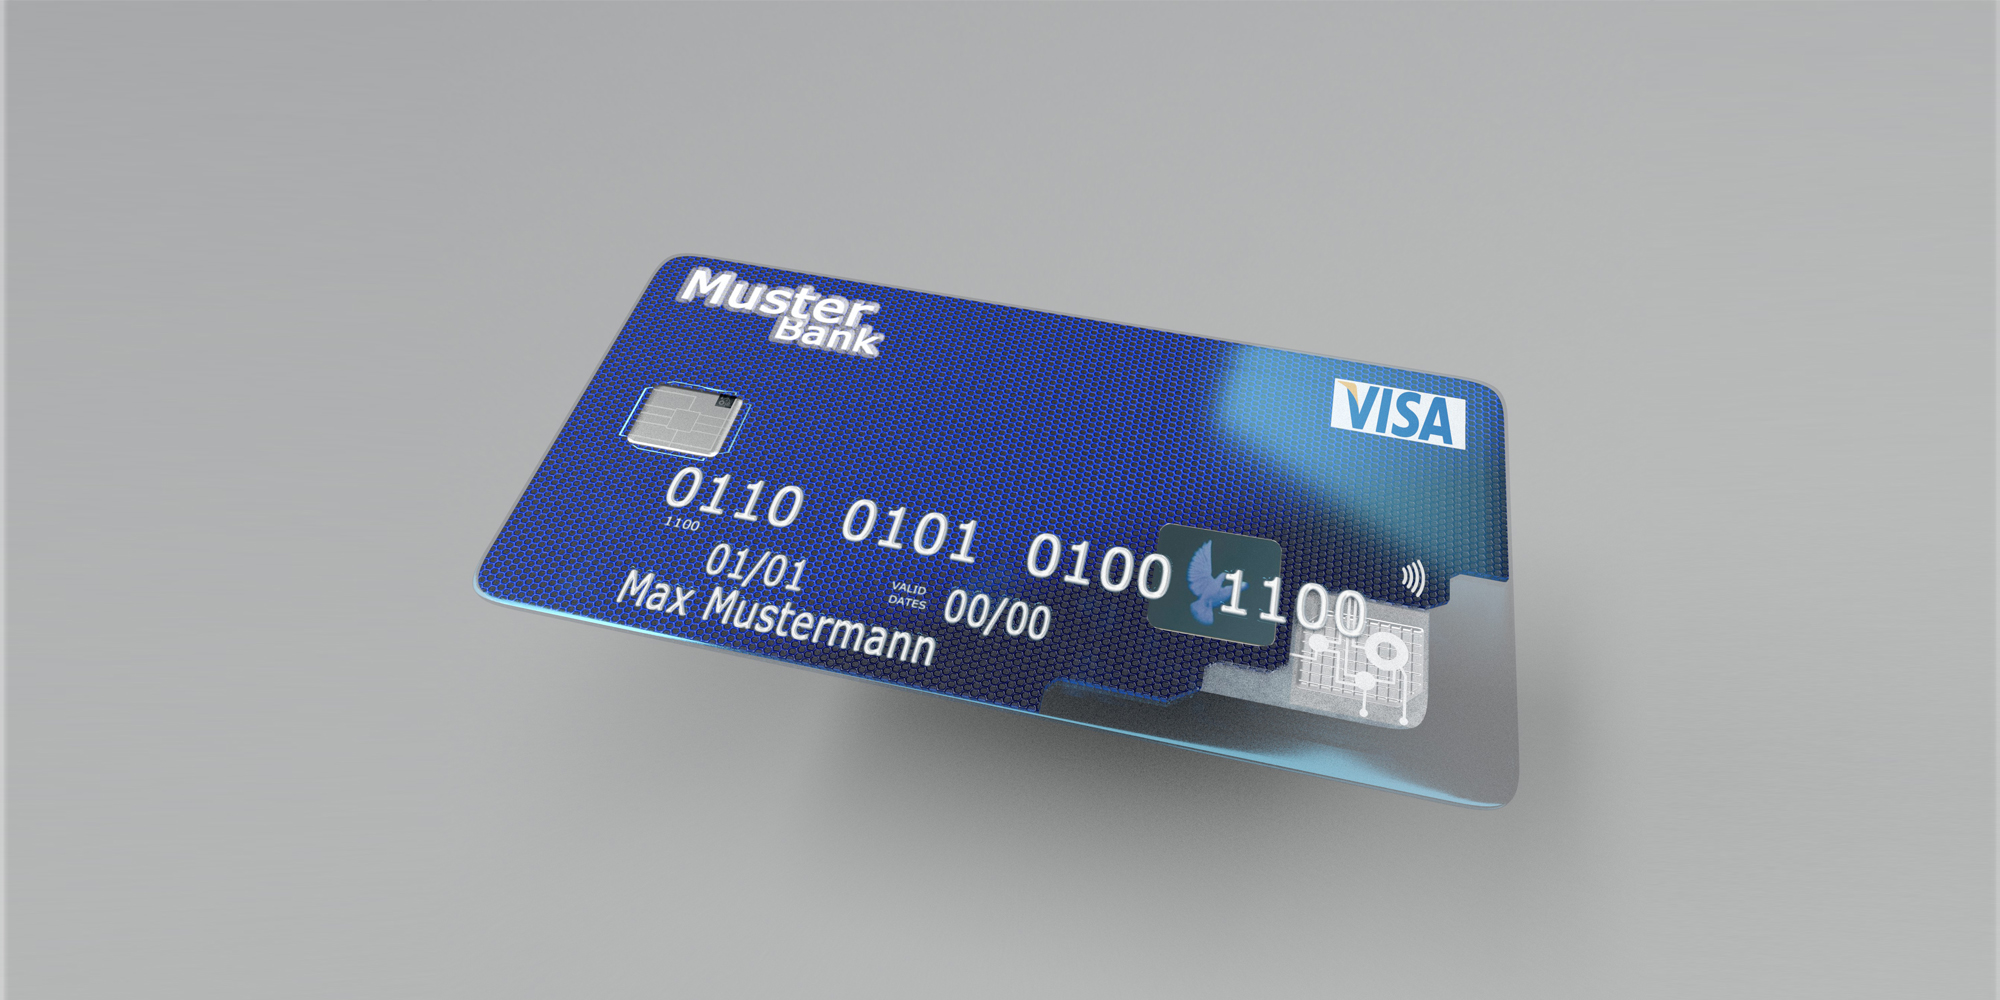 Muster
Bank
VISA
0110 0101 0100 1100
1100
01/01
VALID
DATES 00/00
Max Mustermann